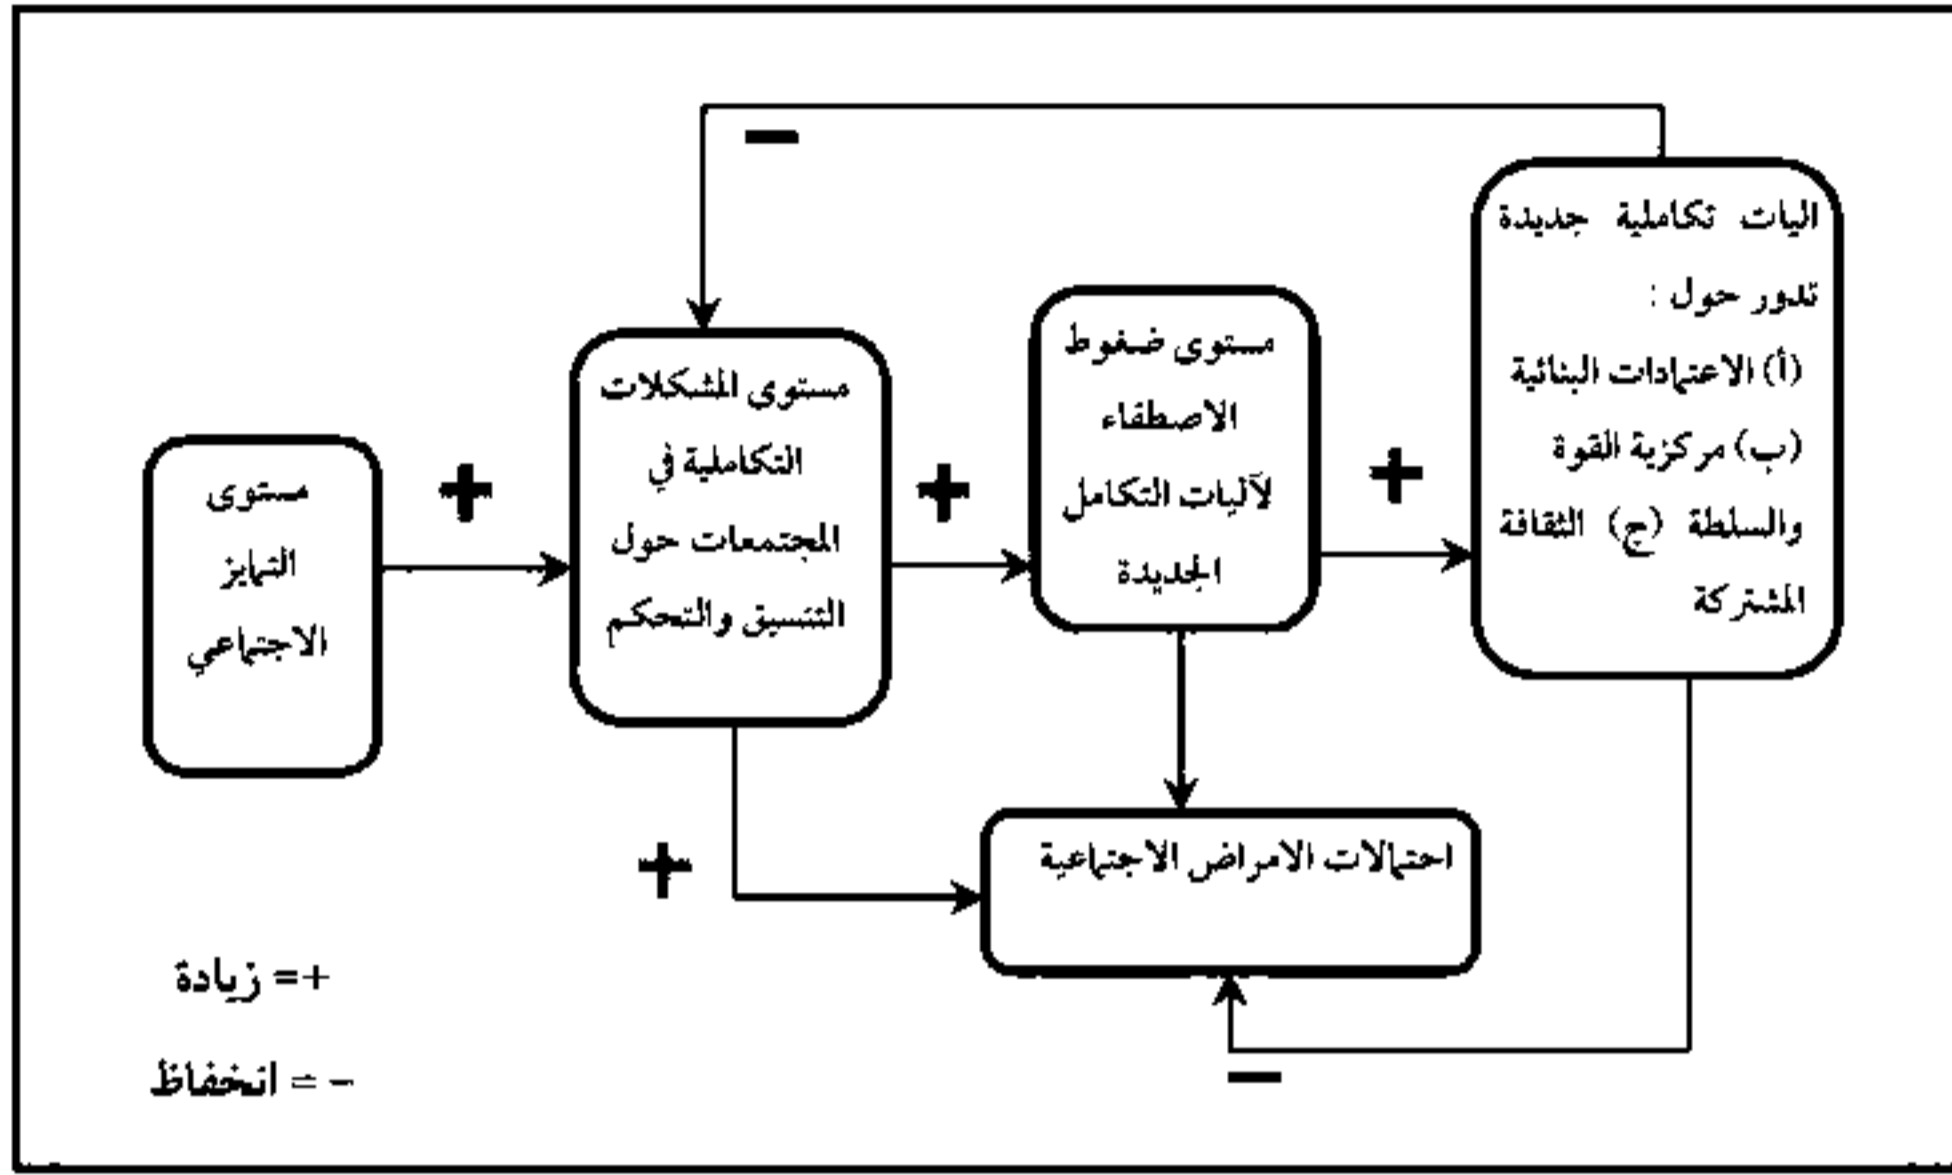 اليات تكاملية جديدة
تدور حول :
(أ) الاعتمادات البنائية
(ب) مركزية القوة
والسلطة (ج) الثقافة
المشتركة
مستوى ضغوط
الاصطفاء
لآليات التكامل
الجديدة
مستوى المشكلات
التكاملية في
المجتمعات حول
التنسيق والتحكم
مستوى
التمايز
الاجتماعي
+
+
+
−
احتمالات الامراض الاجتماعية
+
−
+= زيادة
− = انخفاظ